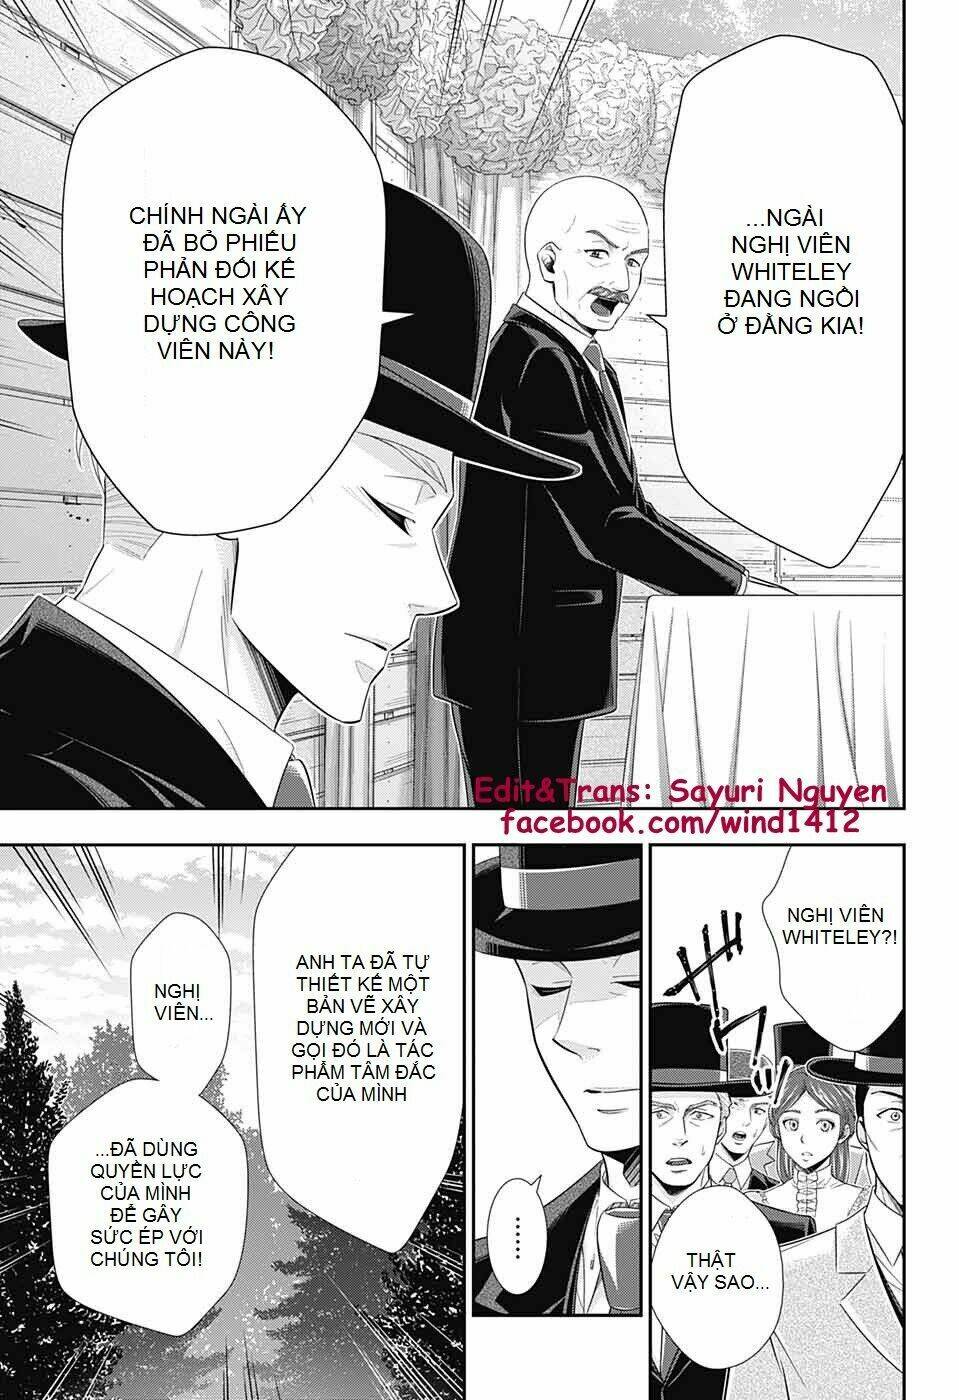 ...NGÀI
NGHỊ VIÊN
WHITELEY
ĐANG NGỒI
Ở ĐẰNG KIA!
CHÍNH NGÀI ẤY
ĐÃ BỎ PHIẾU
PHẢN ĐỐI KẾ
HOẠCH XÂY
DỰNG CÔNG
VIÊN NÀY!
Edit&Trans: Sayuri Nguyen
facebook.com/wind1412
NGHỊ VIÊN
WHITELEY?!
THẬT
VẬY SAO...
......
ANH TA ĐÃ TỰ
THIẾT KẾ MỘT
BẢN VẼ XÂY
DỰNG MỚI VÀ
GỌI ĐÓ LÀ TÁC
PHẨM TÂM ĐẮC
CỦA MÌNH
NGHỊ
VIÊN...
...ĐÃ DÙNG
QUYỀN LỰC
CỦA MÌNH
ĐỂ GÂY
SỨC ÉP VỚI
CHÚNG TÔI!